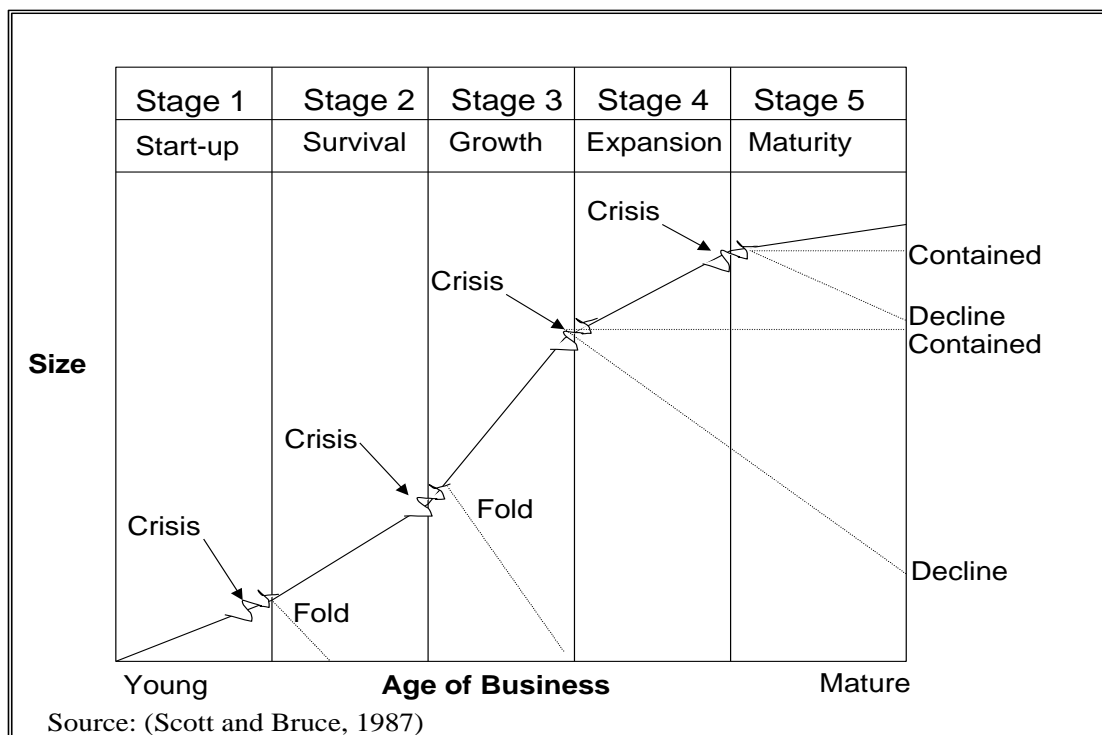 Stage 1 Stage 2 Stage 3 Stage 4 Stage 5
Start-up Survival Growth Expansion Maturity
Crisis
Contained
Crisis
Decline
Contained
Size
Crisis
Fold
Crisis
Decline
Fold
Young Age of Business Mature
Source: (Scott and Bruce, 1987)